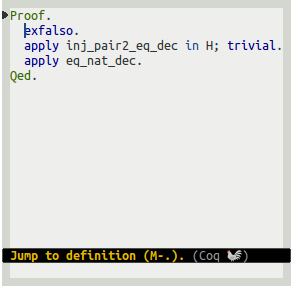 Proof.
exfalso.
apply inj_pair2_eq_dec in H; trivial.
apply eq_nat_dec.
Qed.
Jump to definition (M-.). (Coq 🐓)